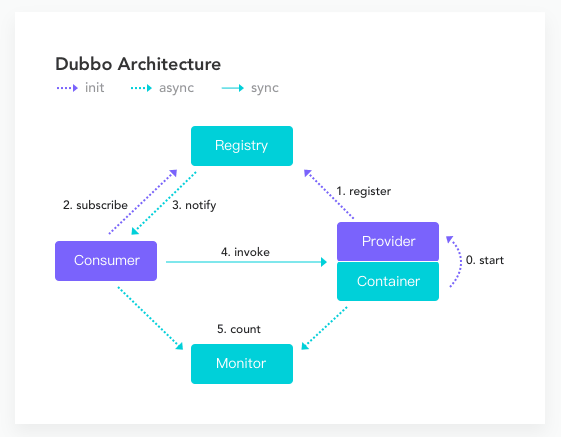 Dubbo Architecture
init async sync
Registry
1. register
2. subscribe
3. notify
Provider
Consumer
4. invoke
0. start
Container
5. count
Monitor